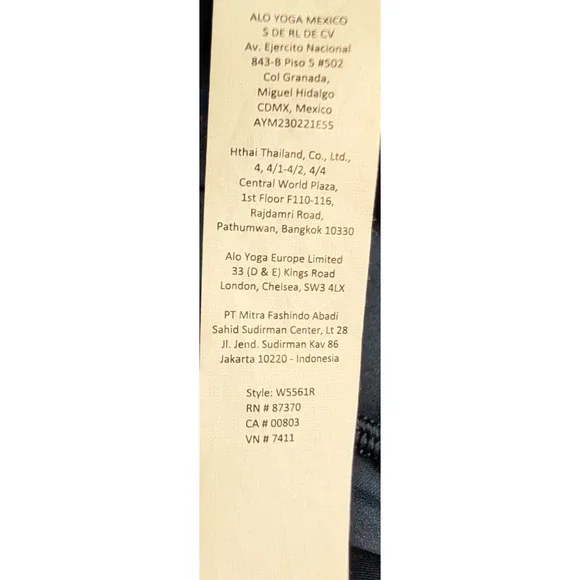 ALO YOGA MEXICO
S DE RL DE CV
Av. Ejercito Nacional
843-B Piso 5 #502
Col Granada,
Miguel Hidalgo
CDMX, Mexico
AYM230221E55
Hthai Thailand, Co., Ltd.,
4, 4/1-4/2, 4/4
Central World Plaza,
1st Floor F110-116,
Rajdamri Road,
Pathumwan, Bangkok 10330
Alo Yoga Europe Limited
33 (D & E) Kings Road
London, Chelsea, SW3 4LX
PT Mitra Fashindo Abadi
Sahid Sudirman Center, Lt 28
Jl. Jend. Sudirman Kav 86
Jakarta 10220 - Indonesia
Style: W5561R
RN # 87370
CA # 00803
VN # 7411